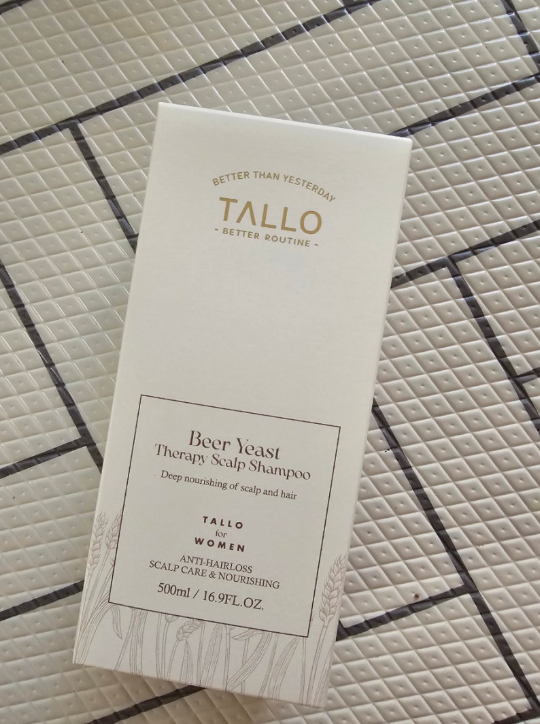 BETTER THAN YESTERDAY
TALLO
- BETTER ROUTINE -
Beer Yeast
Therapy Scalp Shampoo
Deep nourishing of scalp and hair
TALLO
for
WOMEN
ANTI-HAIRLOSS
SCALP CARE & NOURISHING
500ml / 16.9FL.OZ.